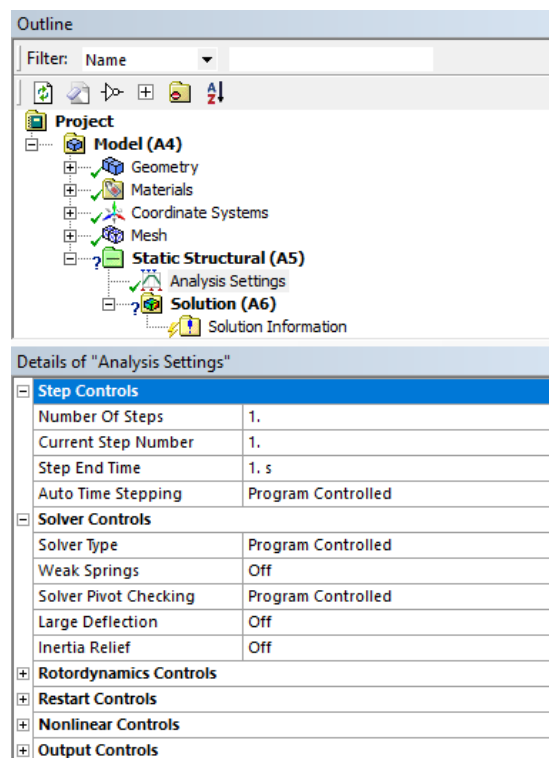 Outline
Filter: Name
Project
Model (A4)
Geometry
Materials
Coordinate Systems
Mesh
Static Structural (A5)
Analysis Settings
Solution (A6)
Solution Information
Details of "Analysis Settings"
Step Controls
Number Of Steps 1.
Current Step Number 1.
Step End Time 1. s
Auto Time Stepping Program Controlled
Solver Controls
Solver Type Program Controlled
Weak Springs Off
Solver Pivot Checking Program Controlled
Large Deflection Off
Inertia Relief Off
Rotordynamics Controls
Restart Controls
Nonlinear Controls
Output Controls